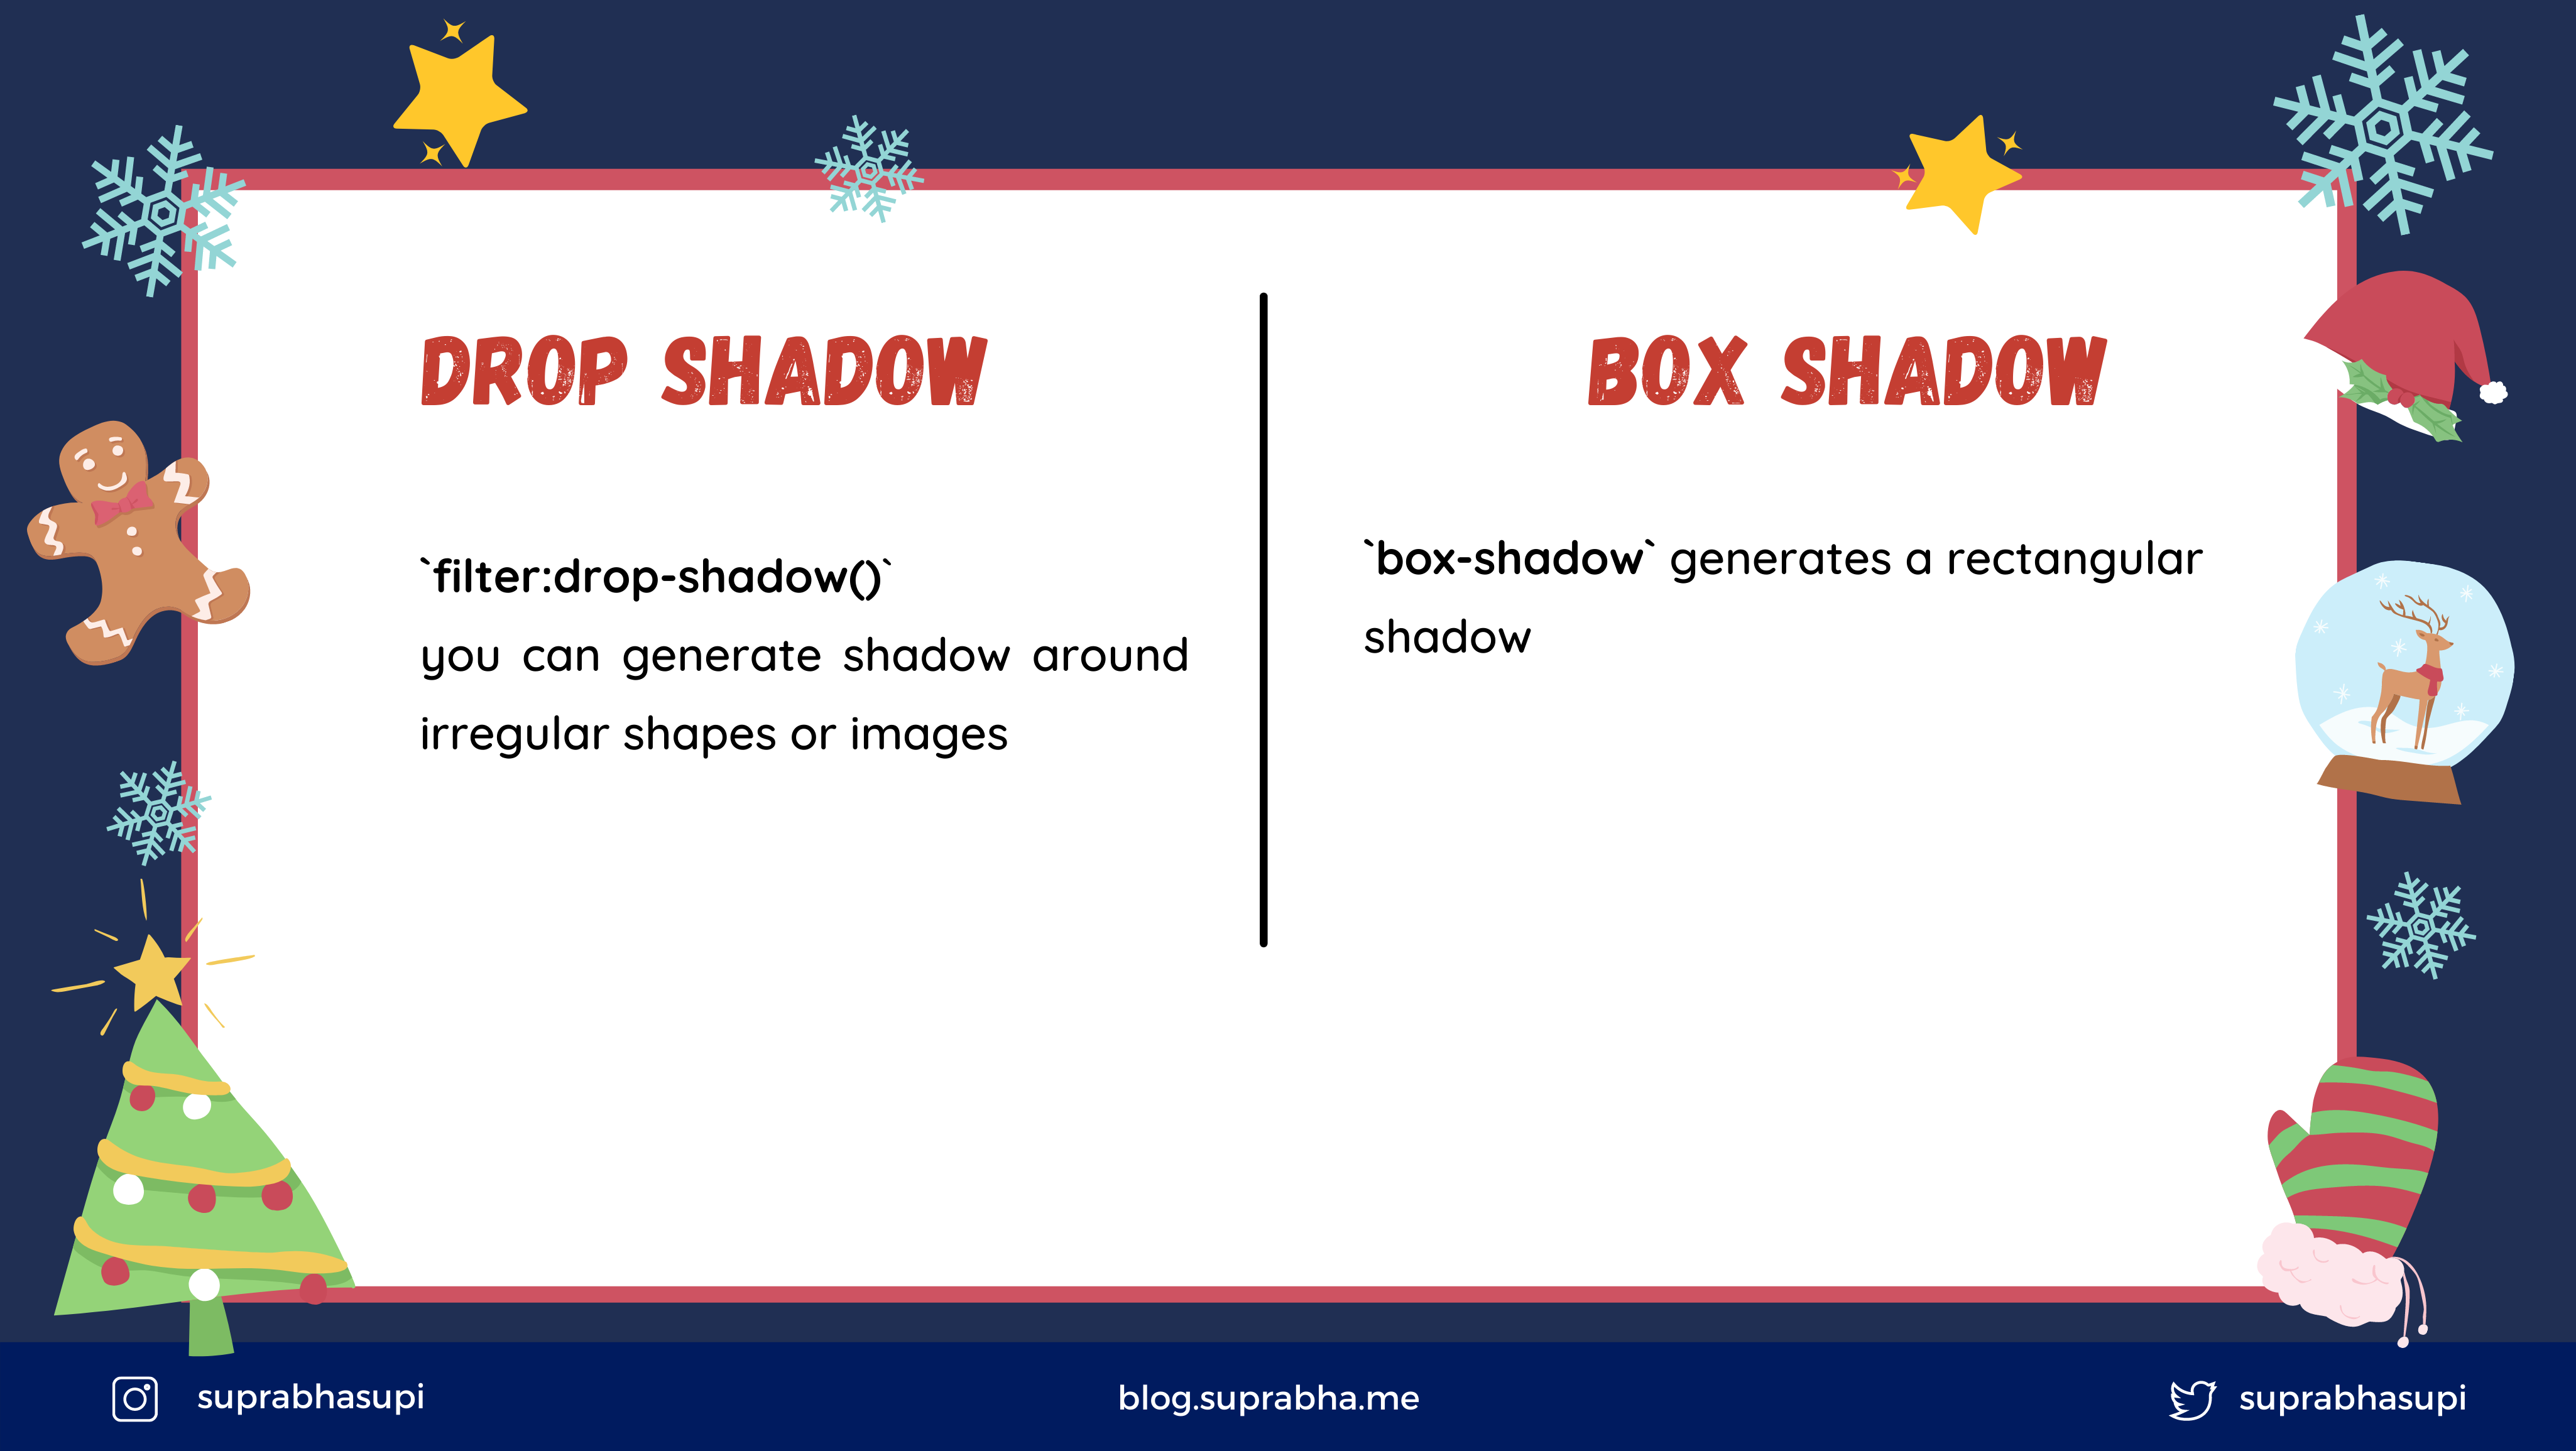 DROP SHADOW
`filter:drop-shadow()`
you can generate shadow around
irregular shapes or images
BOX SHADOW
`box-shadow` generates a rectangular
shadow
suprabhasupi
blog.suprabha.me
suprabhasupi